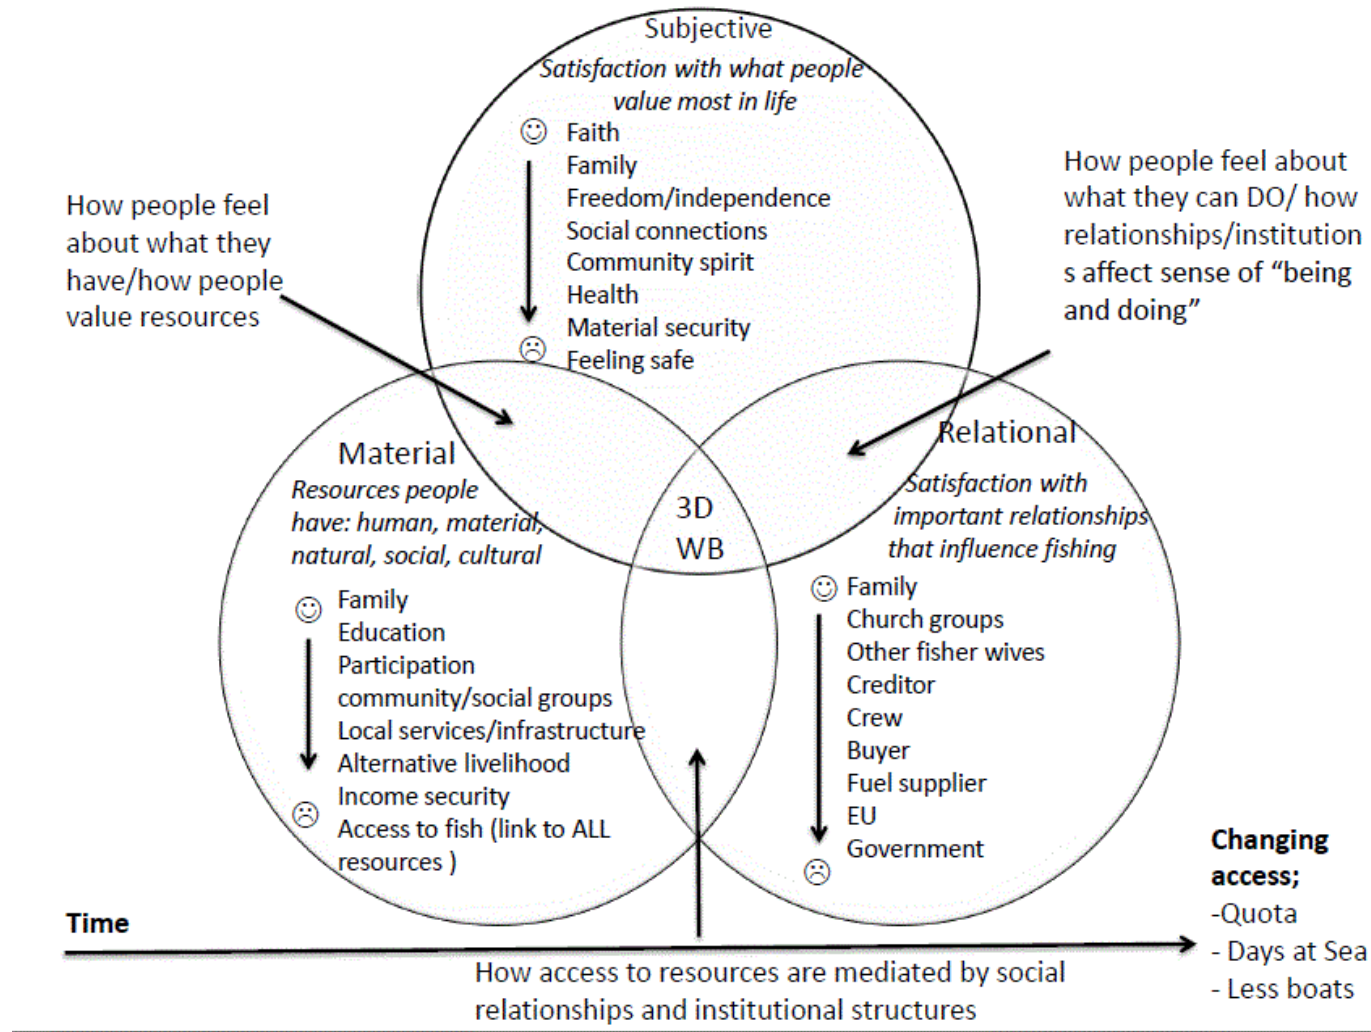 Subjective
Satisfaction with what people
value most in life
Faith
Family
Freedom/independence
Social connections
Community spirit
Health
Material security
Feeling safe
How people feel
about what they
have/how people
value resources
How people feel about
what they can DO/ how
relationships/institution
s affect sense of “being
and doing”
Material
Resources people
have: human, material,
natural, social, cultural
Family
Education
Participation
community/social groups
Local services/infrastructure
Alternative livelihood
Income security
Access to fish (link to ALL
resources )
3D
WB
Relational
Satisfaction with
important relationships
that influence fishing
Family
Church groups
Other fisher wives
Creditor
Crew
Buyer
Fuel supplier
EU
Government
Time
How access to resources are mediated by social
relationships and institutional structures
Changing
access;
-Quota
- Days at Sea
- Less boats